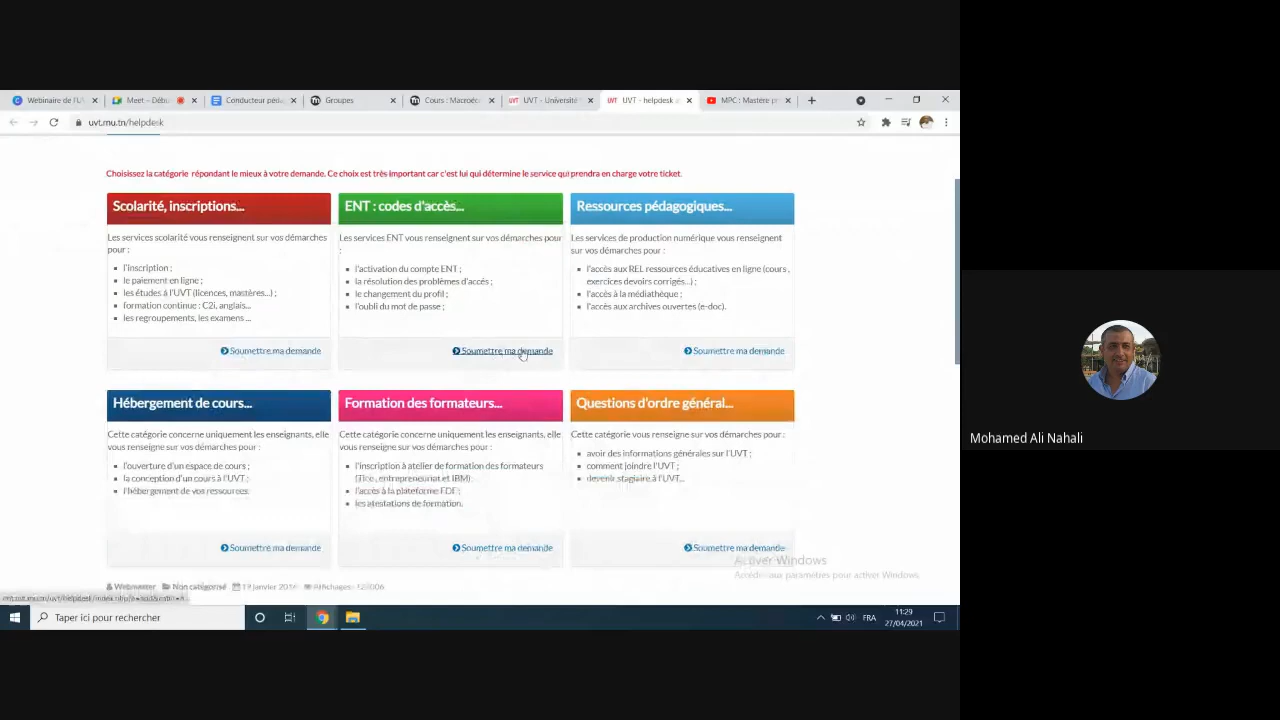 Webinaire de l'U
Meet – Débu
Conducteur péda
Groupes
Cours : Macroéc
UVT - Université
UVT - helpdesk
MPC : Mastère pr
uvt.rnu.tn/helpdesk
Choisissez la catégorie répondant le mieux à votre demande. Ce choix est très important car c'est lui qui détermine le service qui prendra en charge votre ticket.
Scolarité, inscriptions...
Les services scolarité vous renseignent sur vos démarches
pour :
l'inscription ;
le paiement en ligne ;
les études à l'UVT (licences, mastères...) ;
formation continue : C2i, anglais...
les regroupements, les examens ...
Soumettre ma demande
ENT : codes d'accès...
Les services ENT vous renseignent sur vos démarches pour
:
l'activation du compte ENT ;
la résolution des problèmes d'accès ;
le changement du profil ;
l'oubli du mot de passe ;
Soumettre ma demande
Ressources pédagogiques...
Les services de production numérique vous renseignent
sur vos démarches pour :
l'accès aux REL ressources éducatives en ligne (cours ,
exercices devoirs corrigés...) ;
l'accès à la médiathèque ;
l'accès aux archives ouvertes (e-doc).
Soumettre ma demande
Hébergement de cours...
Cette catégorie concerne uniquement les enseignants, elle
vous renseigne sur vos démarches pour :
l'ouverture d'un espace de cours ;
la conception d'un cours à l'UVT ;
l'hébergement de vos ressources.
Soumettre ma demande
Formation des formateurs...
Cette catégorie concerne uniquement les enseignants, elle
vous renseigne sur vos démarches pour :
l'inscription à atelier de formation des formateurs
(Tice, entrepreneuriat et IBM)
l'accès à la plateforme FDF ;
les atestations de formation.
Soumettre ma demande
Questions d'ordre général...
Cette catégorie vous renseigne sur vos démarches pour :
avoir des informations générales sur l'UVT ;
comment joindre l'UVT ;
devenir stagiaire à l'UVT...
Soumettre ma demande
Activer Windows
Accédez aux paramètres pour activer Windows.
Webmaster Non catégorisé janvier Affichages :
Taper ici pour rechercher
FRA
11:29
27/04/2021
Mohamed Ali Nahali